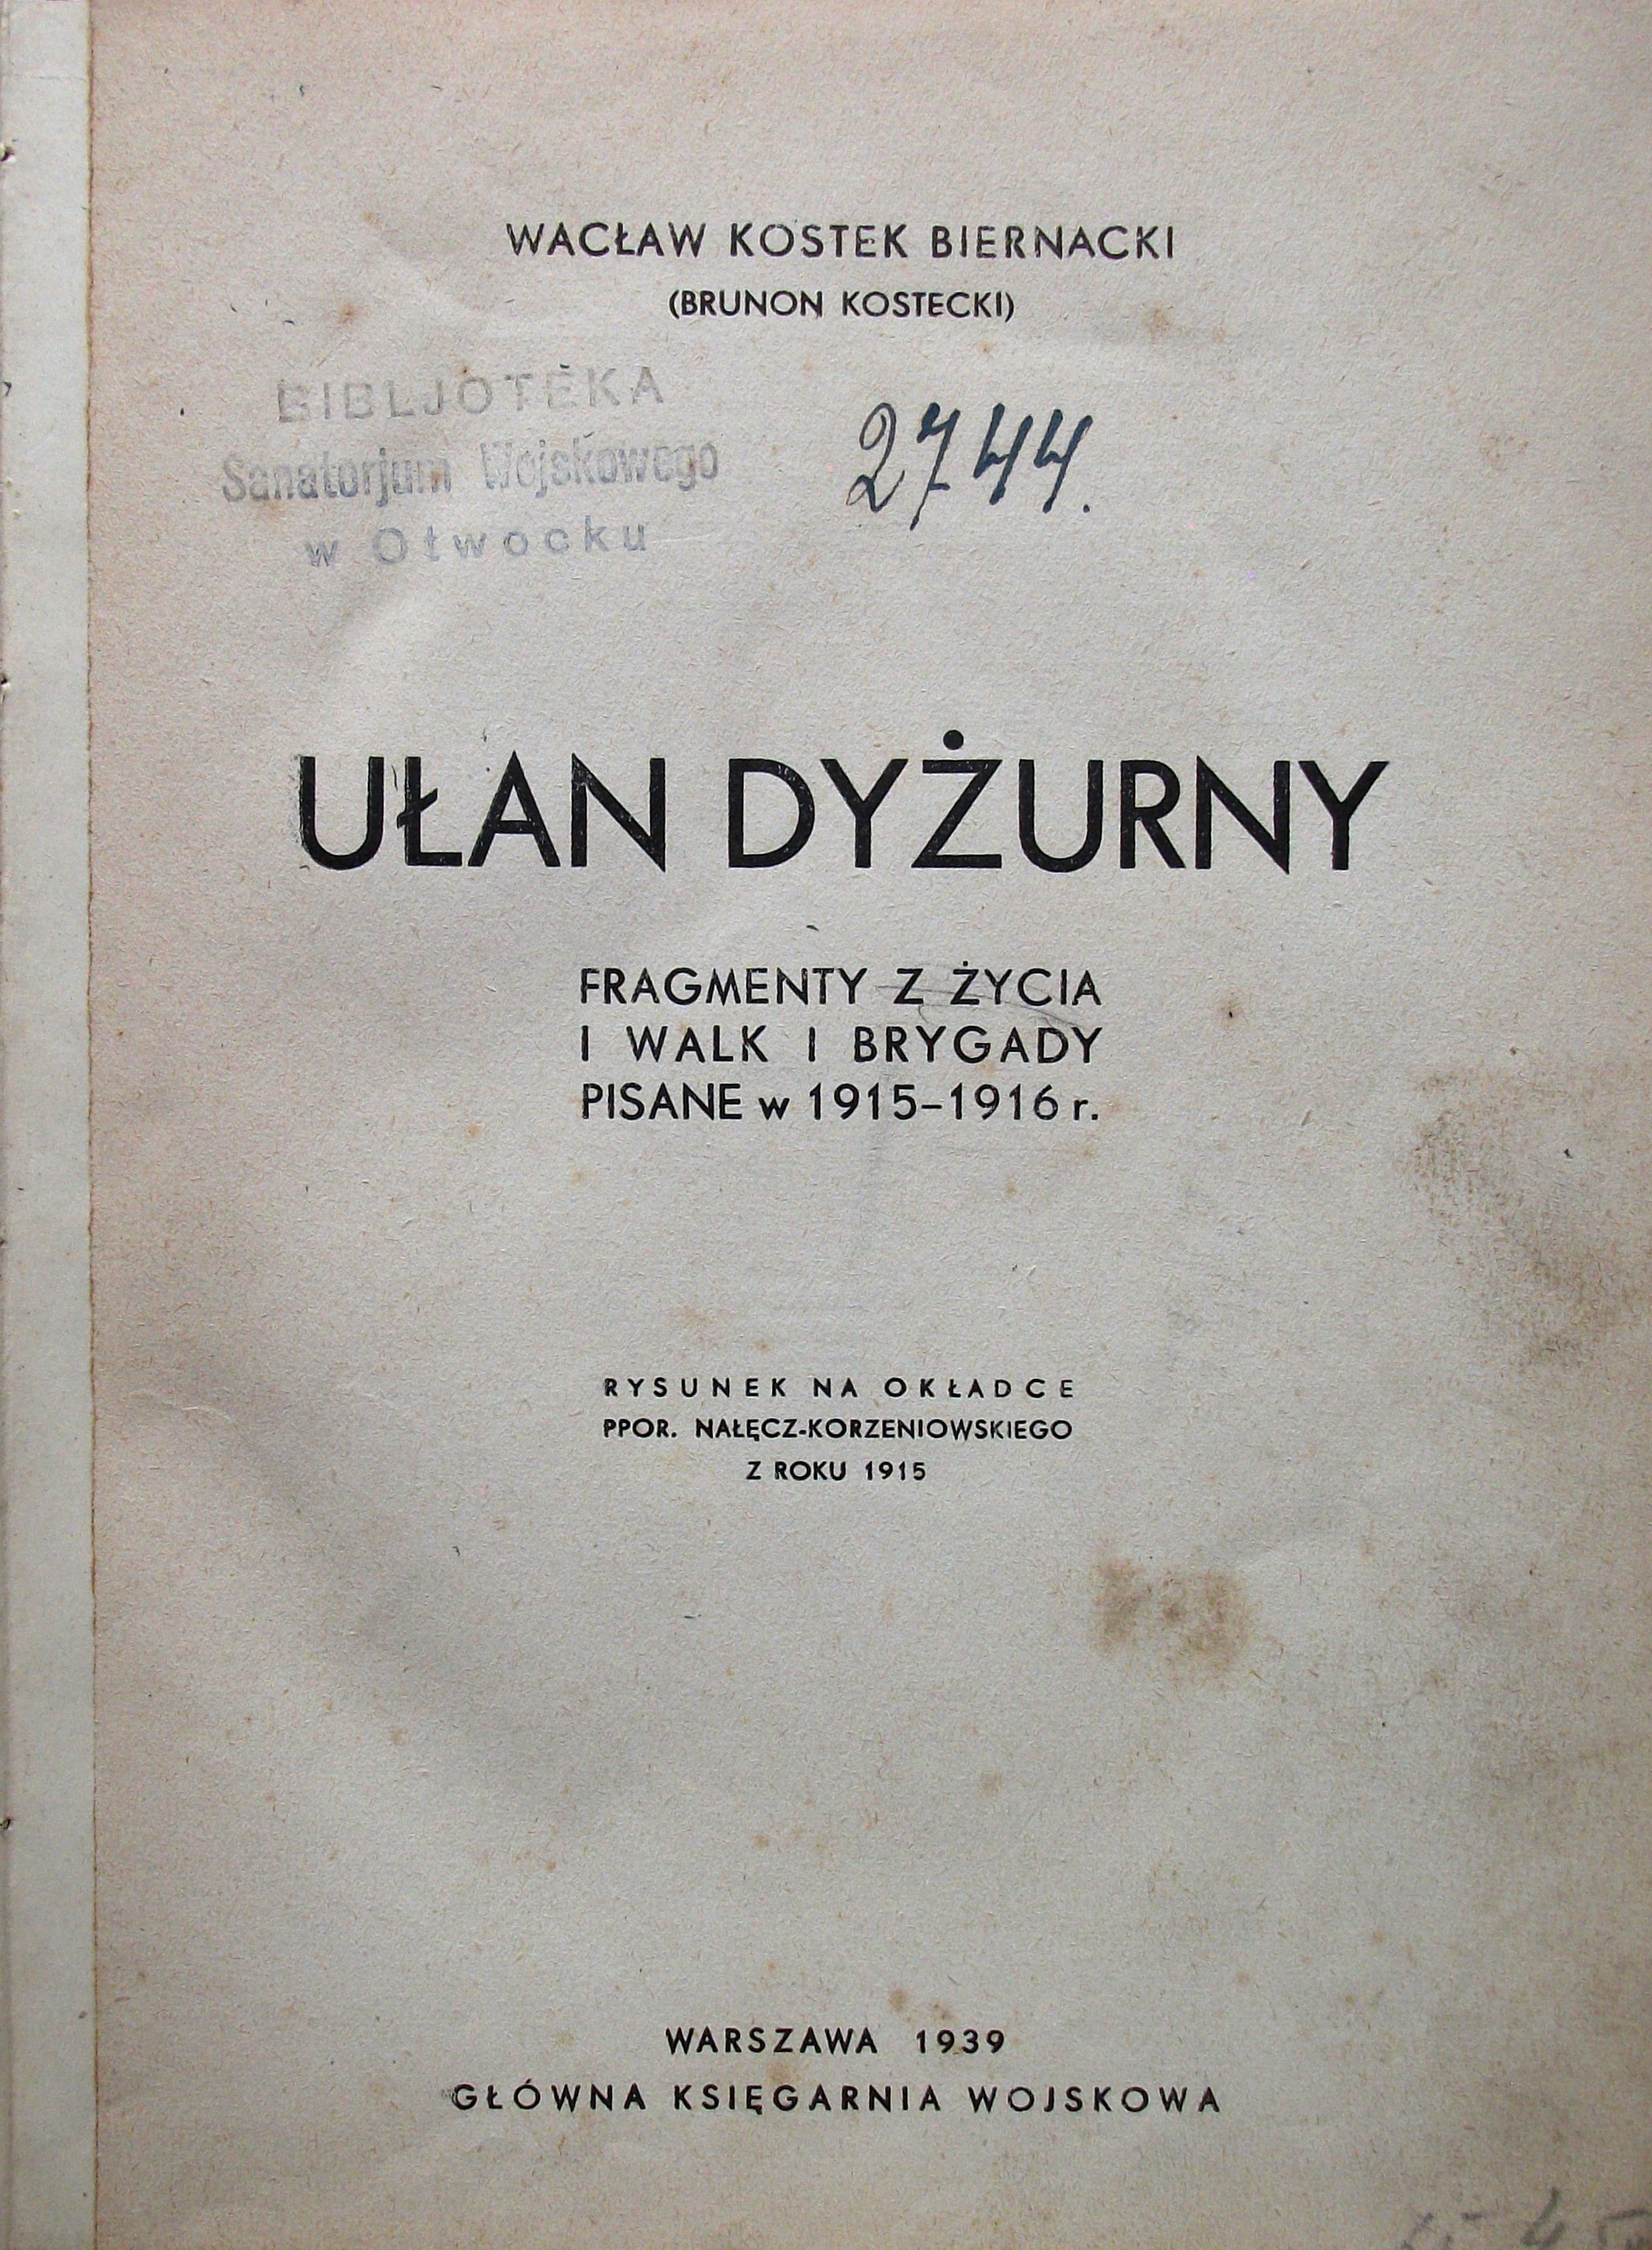 WACŁAW KOSTEK BIERNACKI
(BRUNON KOSTECKI)
BIBLJOTEKA
Sanatorjum Wojskowego
w Otwocku
2744.
UŁAN DYŻURNY
FRAGMENTY Z ŻYCIA
I WALK I BRYGADY
PISANE w 1915–1916 r.
RYSUNEK NA OKŁADCE
PPOR. NAŁĘCZ-KORZENIOWSKIEGO
Z ROKU 1915
WARSZAWA 1939
GŁÓWNA KSIĘGARNIA WOJSKOWA